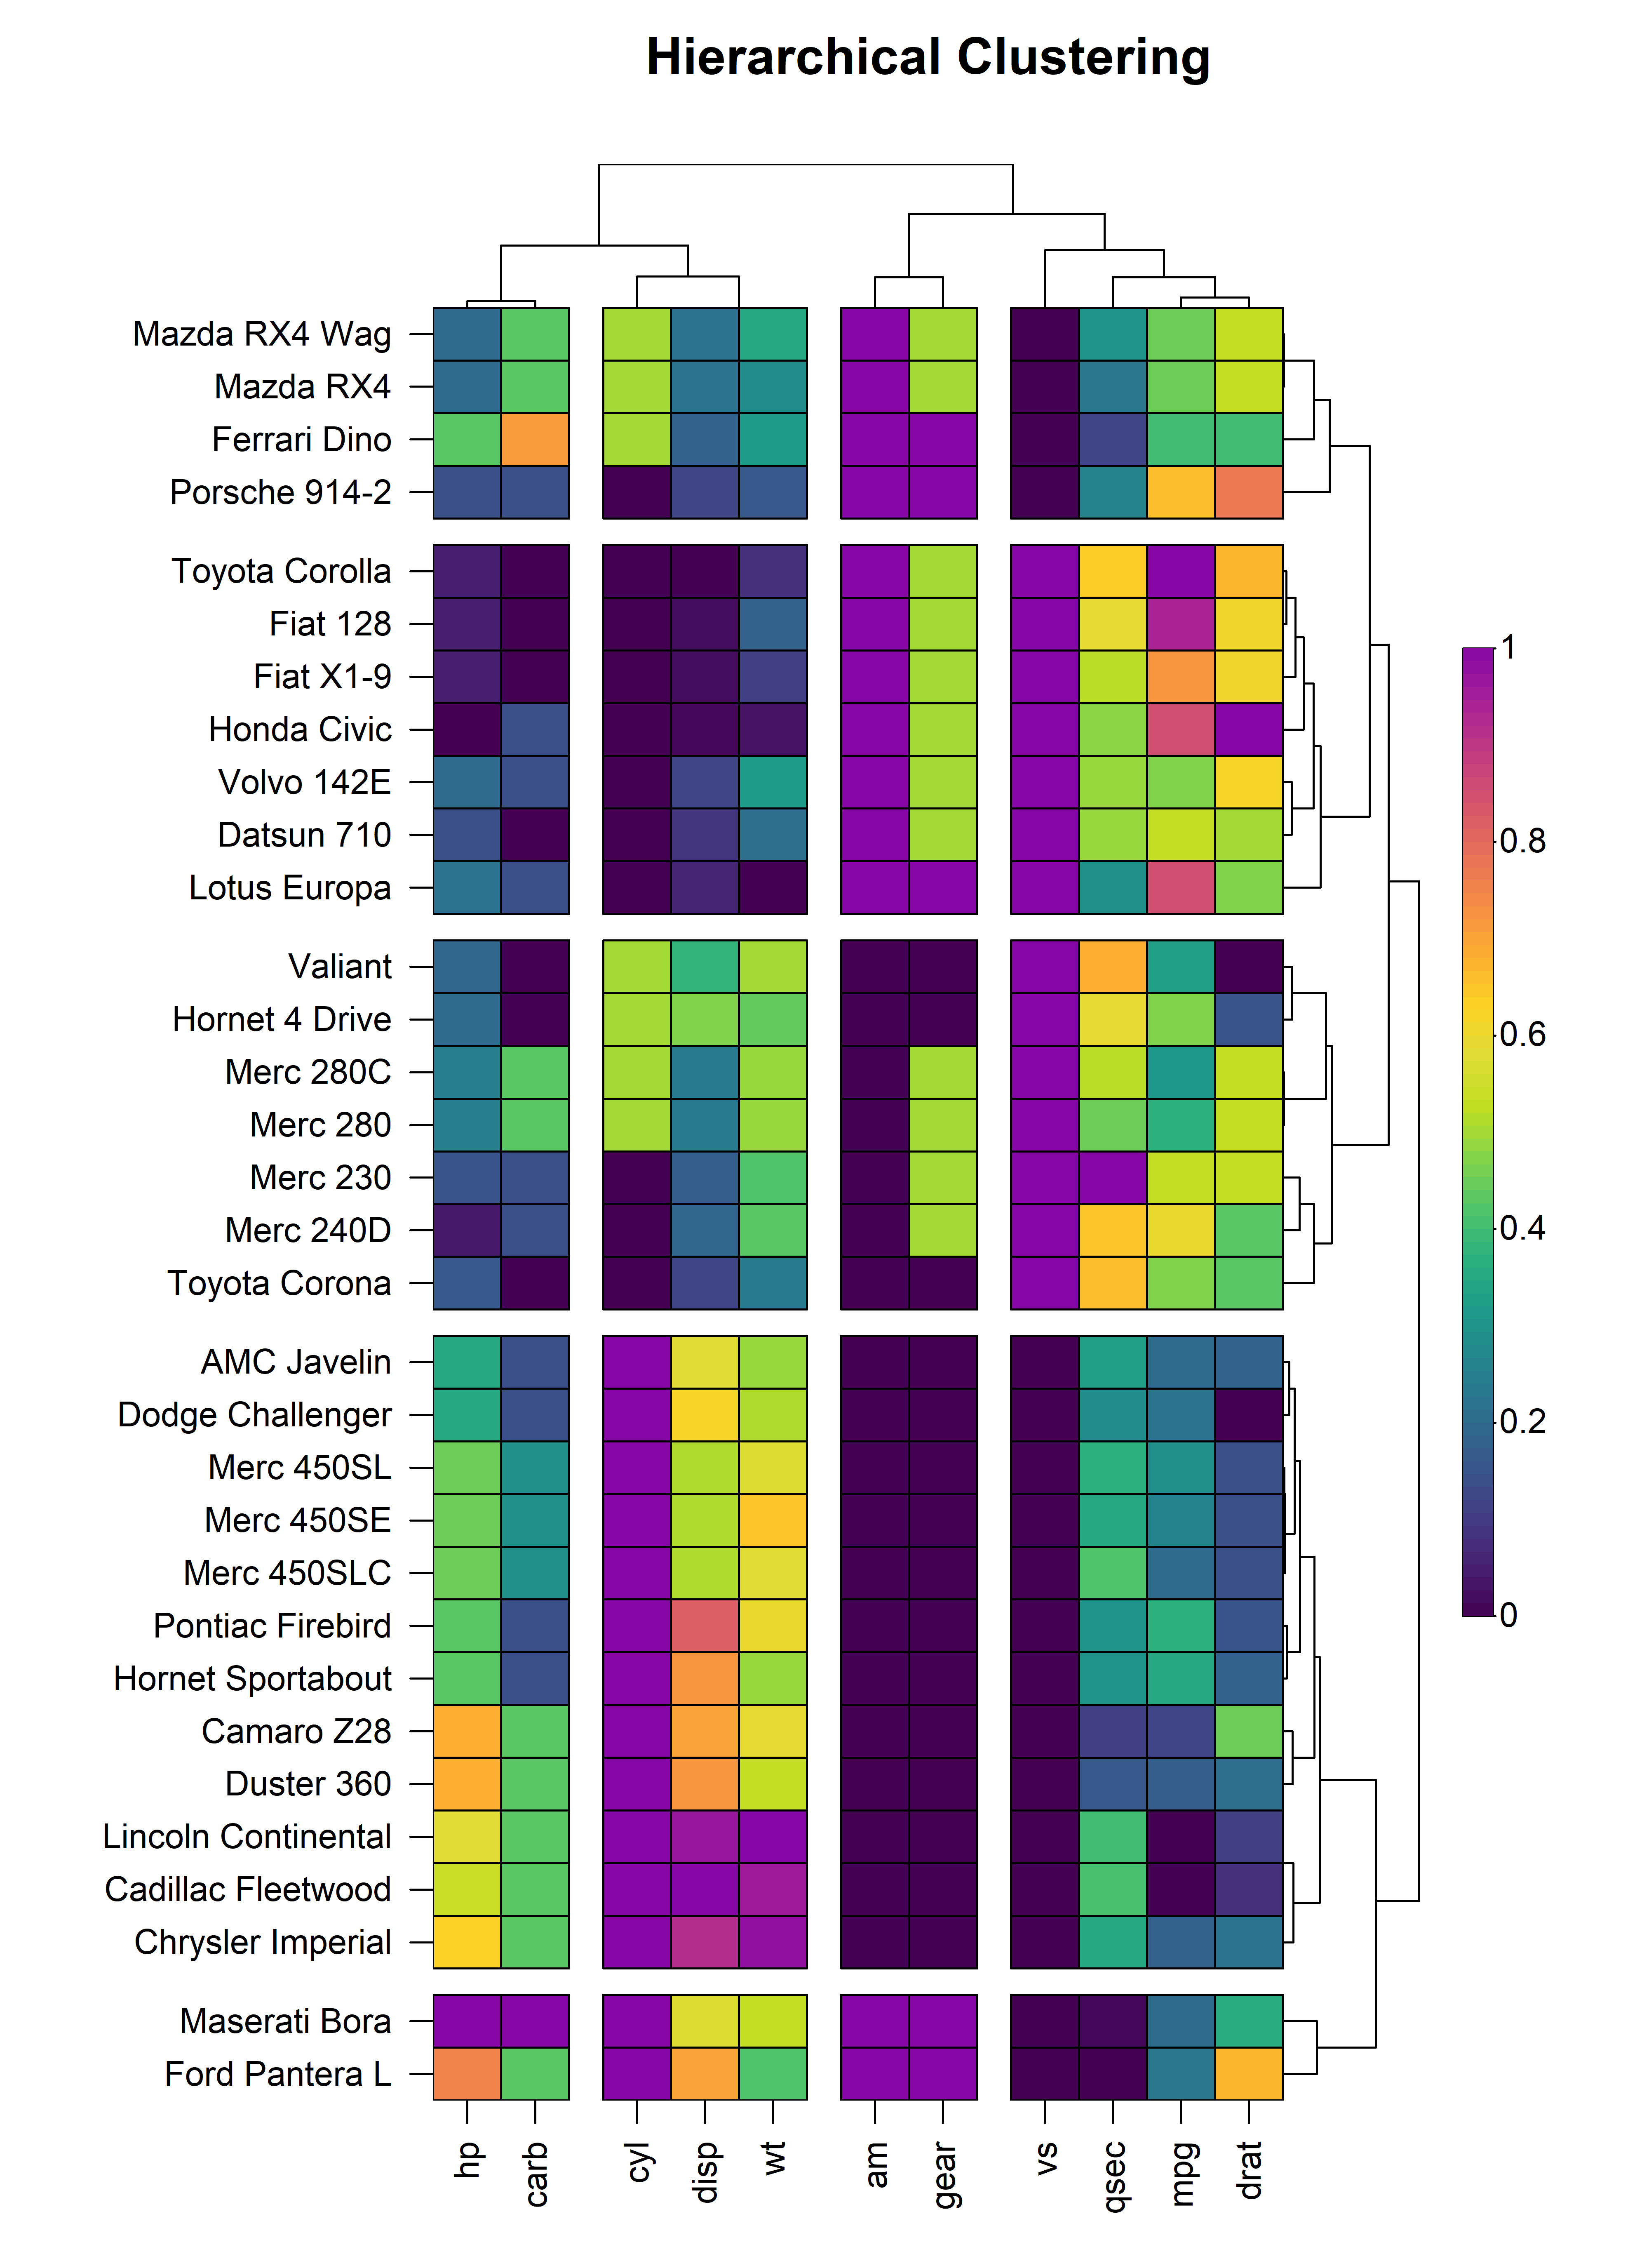 Hierarchical Clustering
Mazda RX4 Wag
Mazda RX4
Ferrari Dino
Porsche 914-2
Toyota Corolla
Fiat 128
Fiat X1-9
Honda Civic
Volvo 142E
Datsun 710
Lotus Europa
Valiant
Hornet 4 Drive
Merc 280C
Merc 280
Merc 230
Merc 240D
Toyota Corona
AMC Javelin
Dodge Challenger
Merc 450SL
Merc 450SE
Merc 450SLC
Pontiac Firebird
Hornet Sportabout
Camaro Z28
Duster 360
Lincoln Continental
Cadillac Fleetwood
Chrysler Imperial
Maserati Bora
Ford Pantera L
hp
carb
cyl
disp
wt
am
gear
vs
qsec
mpg
drat
1
0.8
0.6
0.4
0.2
0